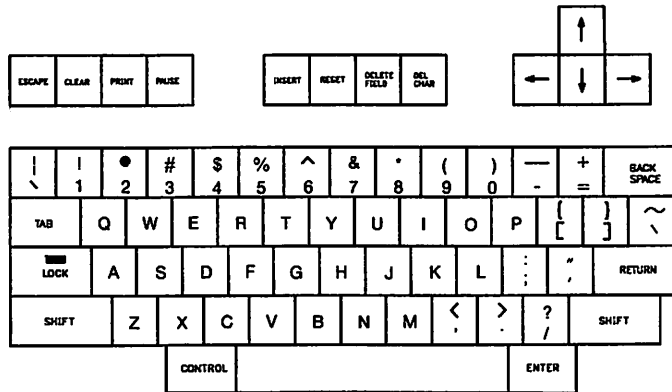 ↑
ESCAPE CLEAR PRINT PAUSE INSERT RESET DELETE FIELD DEL CHAR ← ↓ →
| | ● # $ % ^ & * ( ) — + BACK SPACE
\ 1 2 3 4 5 6 7 8 9 0 - =
TAB Q W E R T Y U I O P { [ } ] ~ \
LOCK A S D F G H J K L : ; " , RETURN
SHIFT Z X C V B N M < , > . ? / SHIFT
CONTROL ENTER